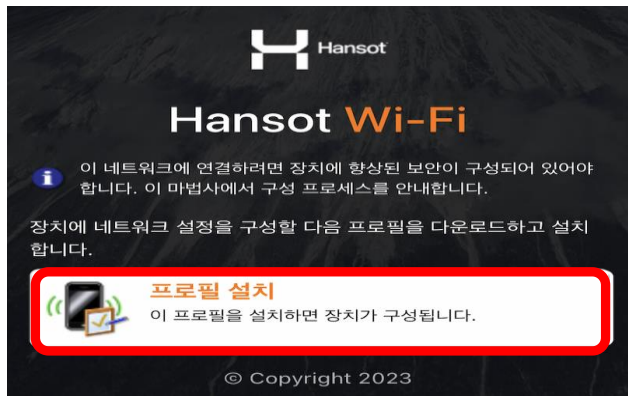 Hansot
Hansot Wi-Fi
이 네트워크에 연결하려면 장치에 향상된 보안이 구성되어 있어야
합니다. 이 마법사에서 구성 프로세스를 안내합니다.
장치에 네트워크 설정을 구성할 다음 프로필을 다운로드하고 설치
합니다.
프로필 설치
이 프로필을 설치하면 장치가 구성됩니다.
© Copyright 2023